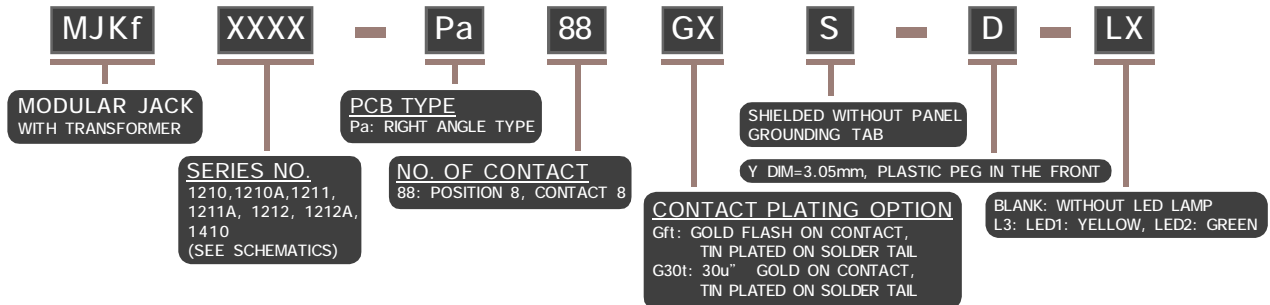 MJKf XXXX - Pa 88 GX S - D - LX
MODULAR JACK
WITH TRANSFORMER
SERIES NO.
1210,1210A,1211,
1211A, 1212, 1212A,
1410
(SEE SCHEMATICS)
PCB TYPE
Pa: RIGHT ANGLE TYPE
NO. OF CONTACT
88: POSITION 8, CONTACT 8
CONTACT PLATING OPTION
Gft: GOLD FLASH ON CONTACT,
TIN PLATED ON SOLDER TAIL
G30t: 30u" GOLD ON CONTACT,
TIN PLATED ON SOLDER TAIL
SHIELDED WITHOUT PANEL
GROUNDING TAB
Y DIM=3.05mm, PLASTIC PEG IN THE FRONT
BLANK: WITHOUT LED LAMP
L3: LED1: YELLOW, LED2: GREEN